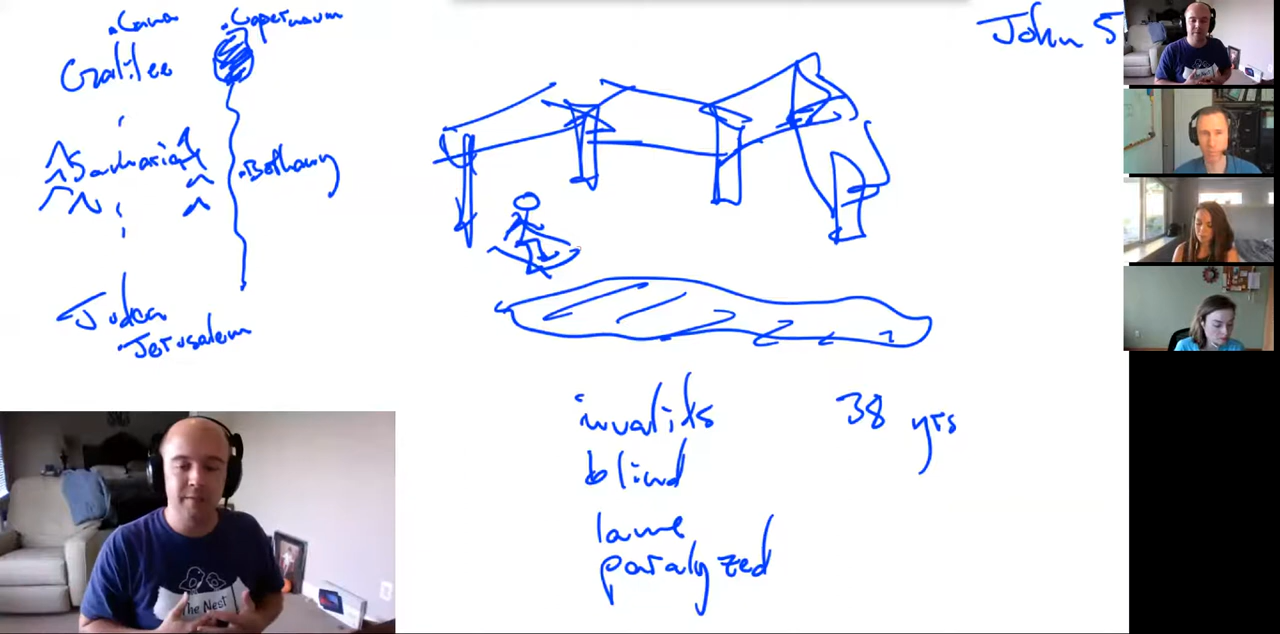 .Cana
.Capernaum
Galilee
Samaria
.Bethany
Judea
.Jerusalem
John 5
invalids
blind
lame
paralyzed
38 yrs
The Nest